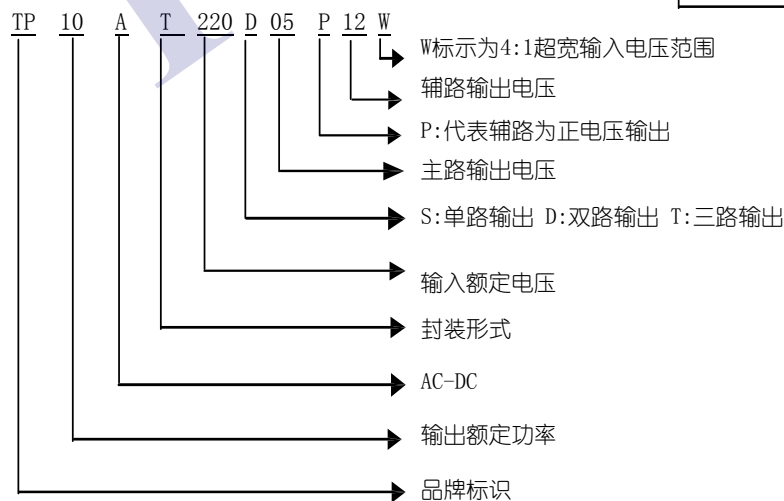 TP 10 A T 220 D 05 P 12 W
W标示为4:1超宽输入电压范围
辅路输出电压
P:代表辅路为正电压输出
主路输出电压
S:单路输出 D:双路输出 T:三路输出
输入额定电压
封装形式
AC-DC
输出额定功率
品牌标识